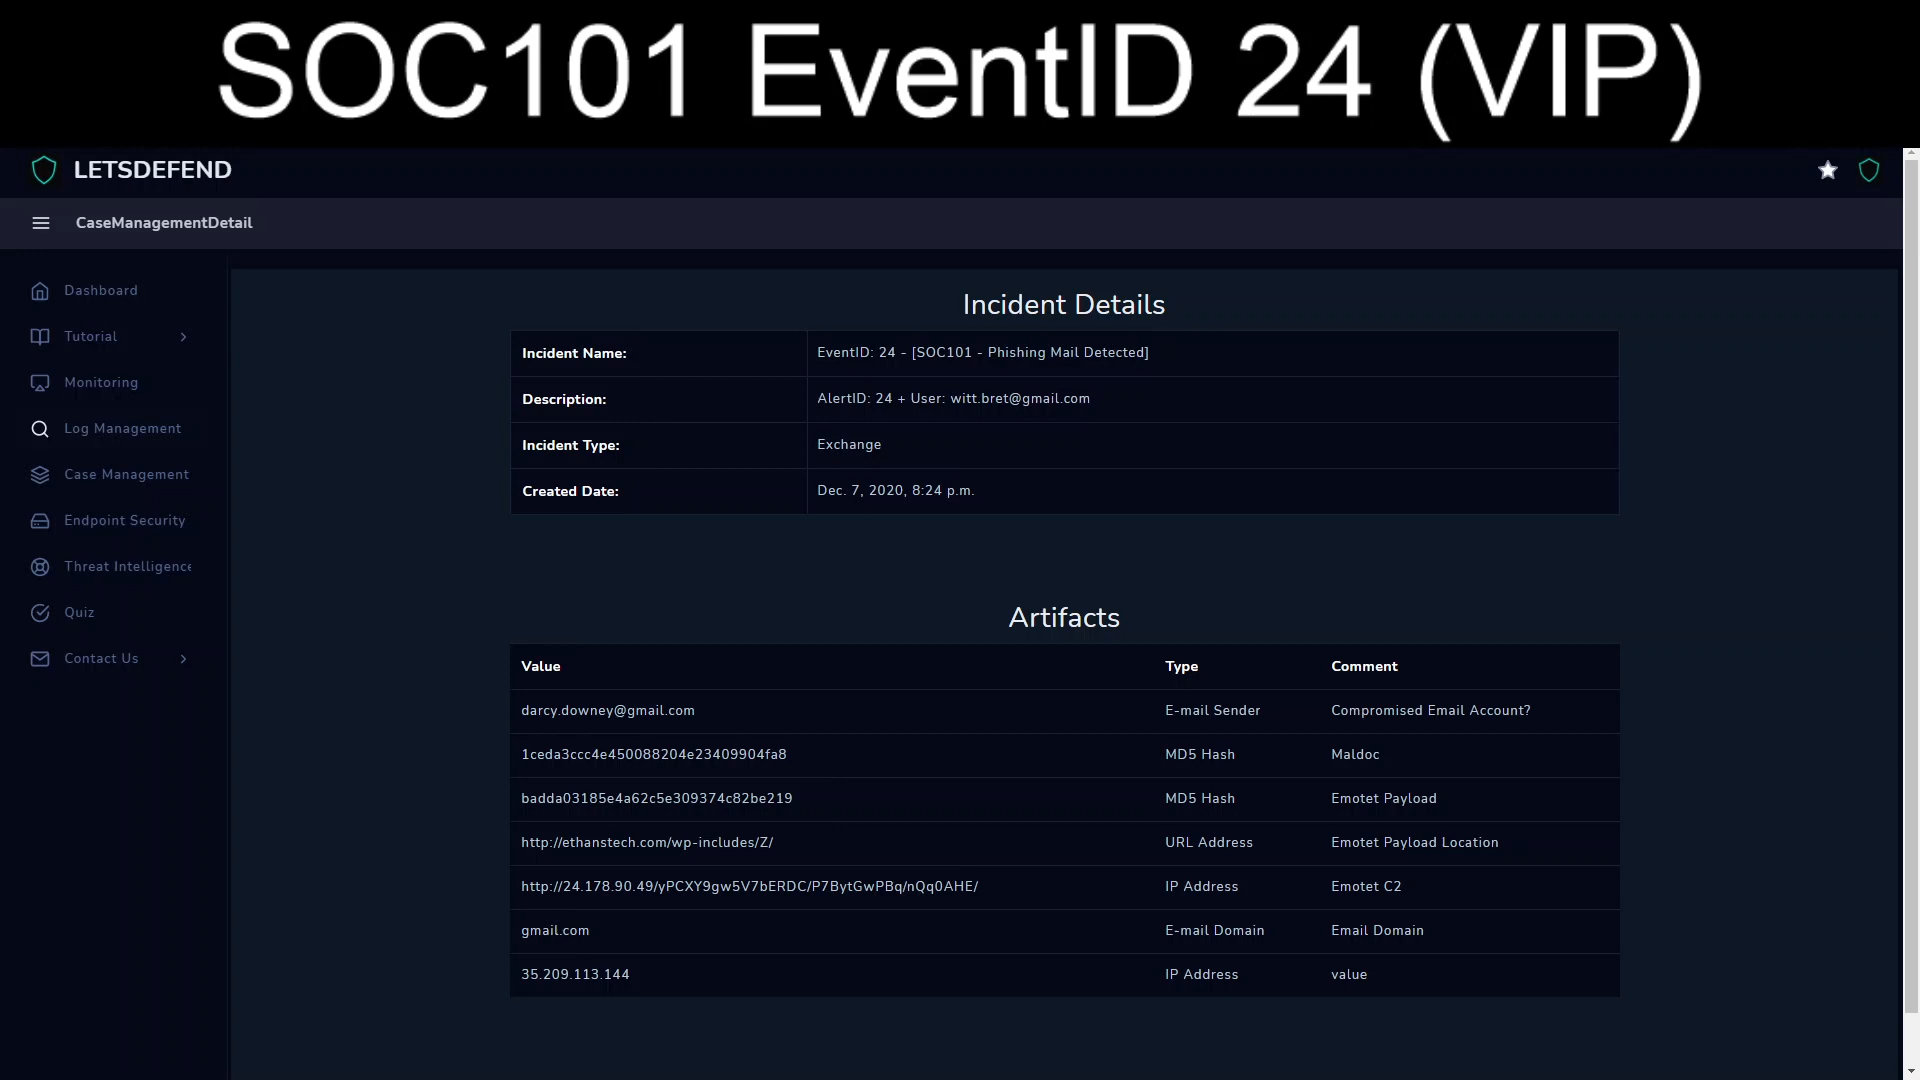 SOC101 EventID 24 (VIP)
LETSDEFEND
CaseManagementDetail
Dashboard
Tutorial
Monitoring
Log Management
Case Management
Endpoint Security
Threat Intelligence
Quiz
Contact Us
Incident Details
Incident Name: EventID: 24 - [SOC101 - Phishing Mail Detected]
Description: AlertID: 24 + User: witt.bret@gmail.com
Incident Type: Exchange
Created Date: Dec. 7, 2020, 8:24 p.m.
Artifacts
Value Type Comment
darcy.downey@gmail.com E-mail Sender Compromised Email Account?
1ceda3ccc4e450088204e23409904fa8 MD5 Hash Maldoc
badda03185e4a62c5e309374c82be219 MD5 Hash Emotet Payload
http://ethanstech.com/wp-includes/Z/ URL Address Emotet Payload Location
http://24.178.90.49/yPCXY9gw5V7bERDC/P7BytGwPBq/nQq0AHE/ IP Address Emotet C2
gmail.com E-mail Domain Email Domain
35.209.113.144 IP Address value